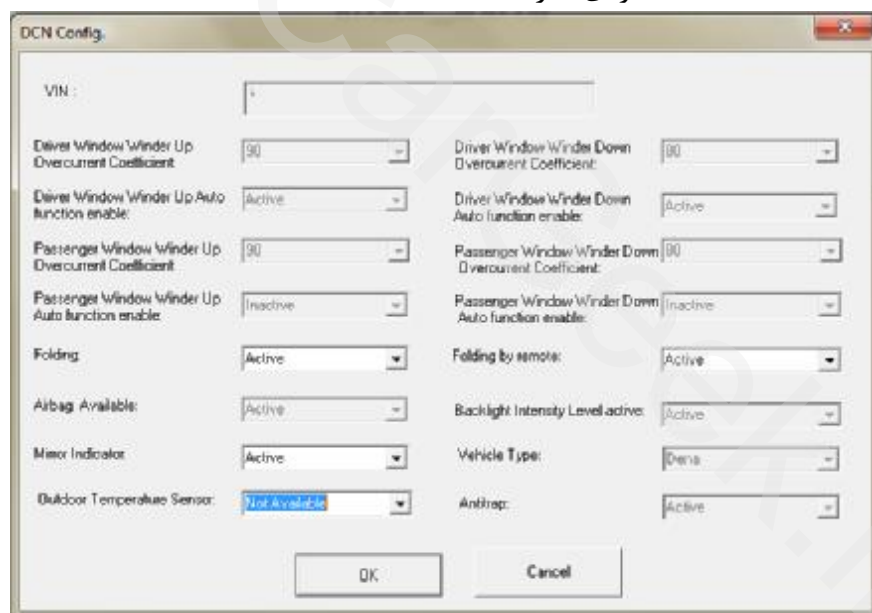 DCN Config.
VIN :
*
Driver Window Winder Up
Overcurrent Coefficient:
90
Driver Window Winder Down
Overcurrent Coefficient:
80
Driver Window Winder Up Auto
function enable:
Active
Driver Window Winder Down
Auto function enable:
Active
Passenger Window Winder Up
Overcurrent Coefficient
90
Passenger Window Winder Down
Overcurrent Coefficient:
80
Passenger Window Winder Up
Auto function enable:
Inactive
Passenger Window Winder Down
Auto function enable:
Inactive
Folding
Active
Folding by remote:
Active
Airbag Available:
Active
Backlight Intensity Level active:
Active
Mirror Indicator
Active
Vehicle Type:
Dena
Outdoor Temperature Sensor:
Not Available
Antitrap:
Active
OK
Cancel